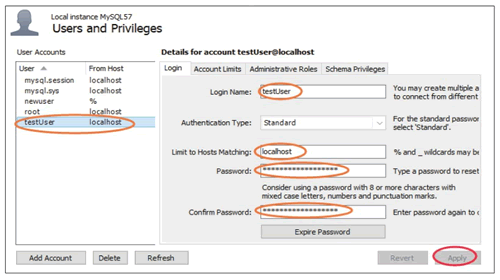 Local instance MySQL57
Users and Privileges
User Accounts
User From Host
mysql.session localhost
mysql.sys localhost
newuser %
root localhost
testUser localhost
Add Account Delete Refresh
Details for account testUser@localhost
Login Account Limits Administrative Roles Schema Privileges
Login Name: testUser You may create multiple a
to connect from different
Authentication Type: Standard For the standard passwor
select 'Standard'.
Limit to Hosts Matching: localhost % and _ wildcards may be
Password: ****************** Type a password to reset
Consider using a password with 8 or more characters with
mixed case letters, numbers and punctuation marks.
Confirm Password: ****************** Enter password again to c
Expire Password
Revert Apply